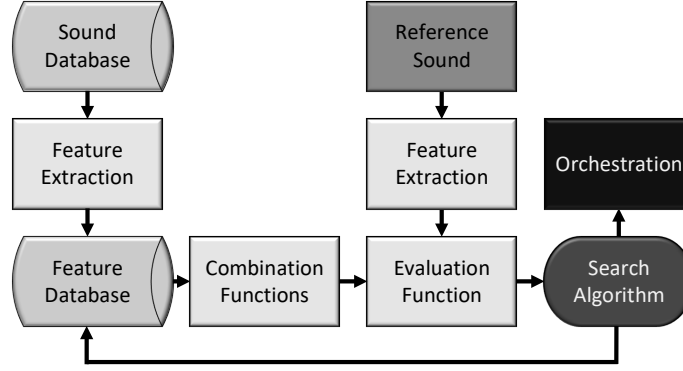 Sound
Database
Reference
Sound
Feature
Extraction
Feature
Extraction
Orchestration
Feature
Database
Combination
Functions
Evaluation
Function
Search
Algorithm